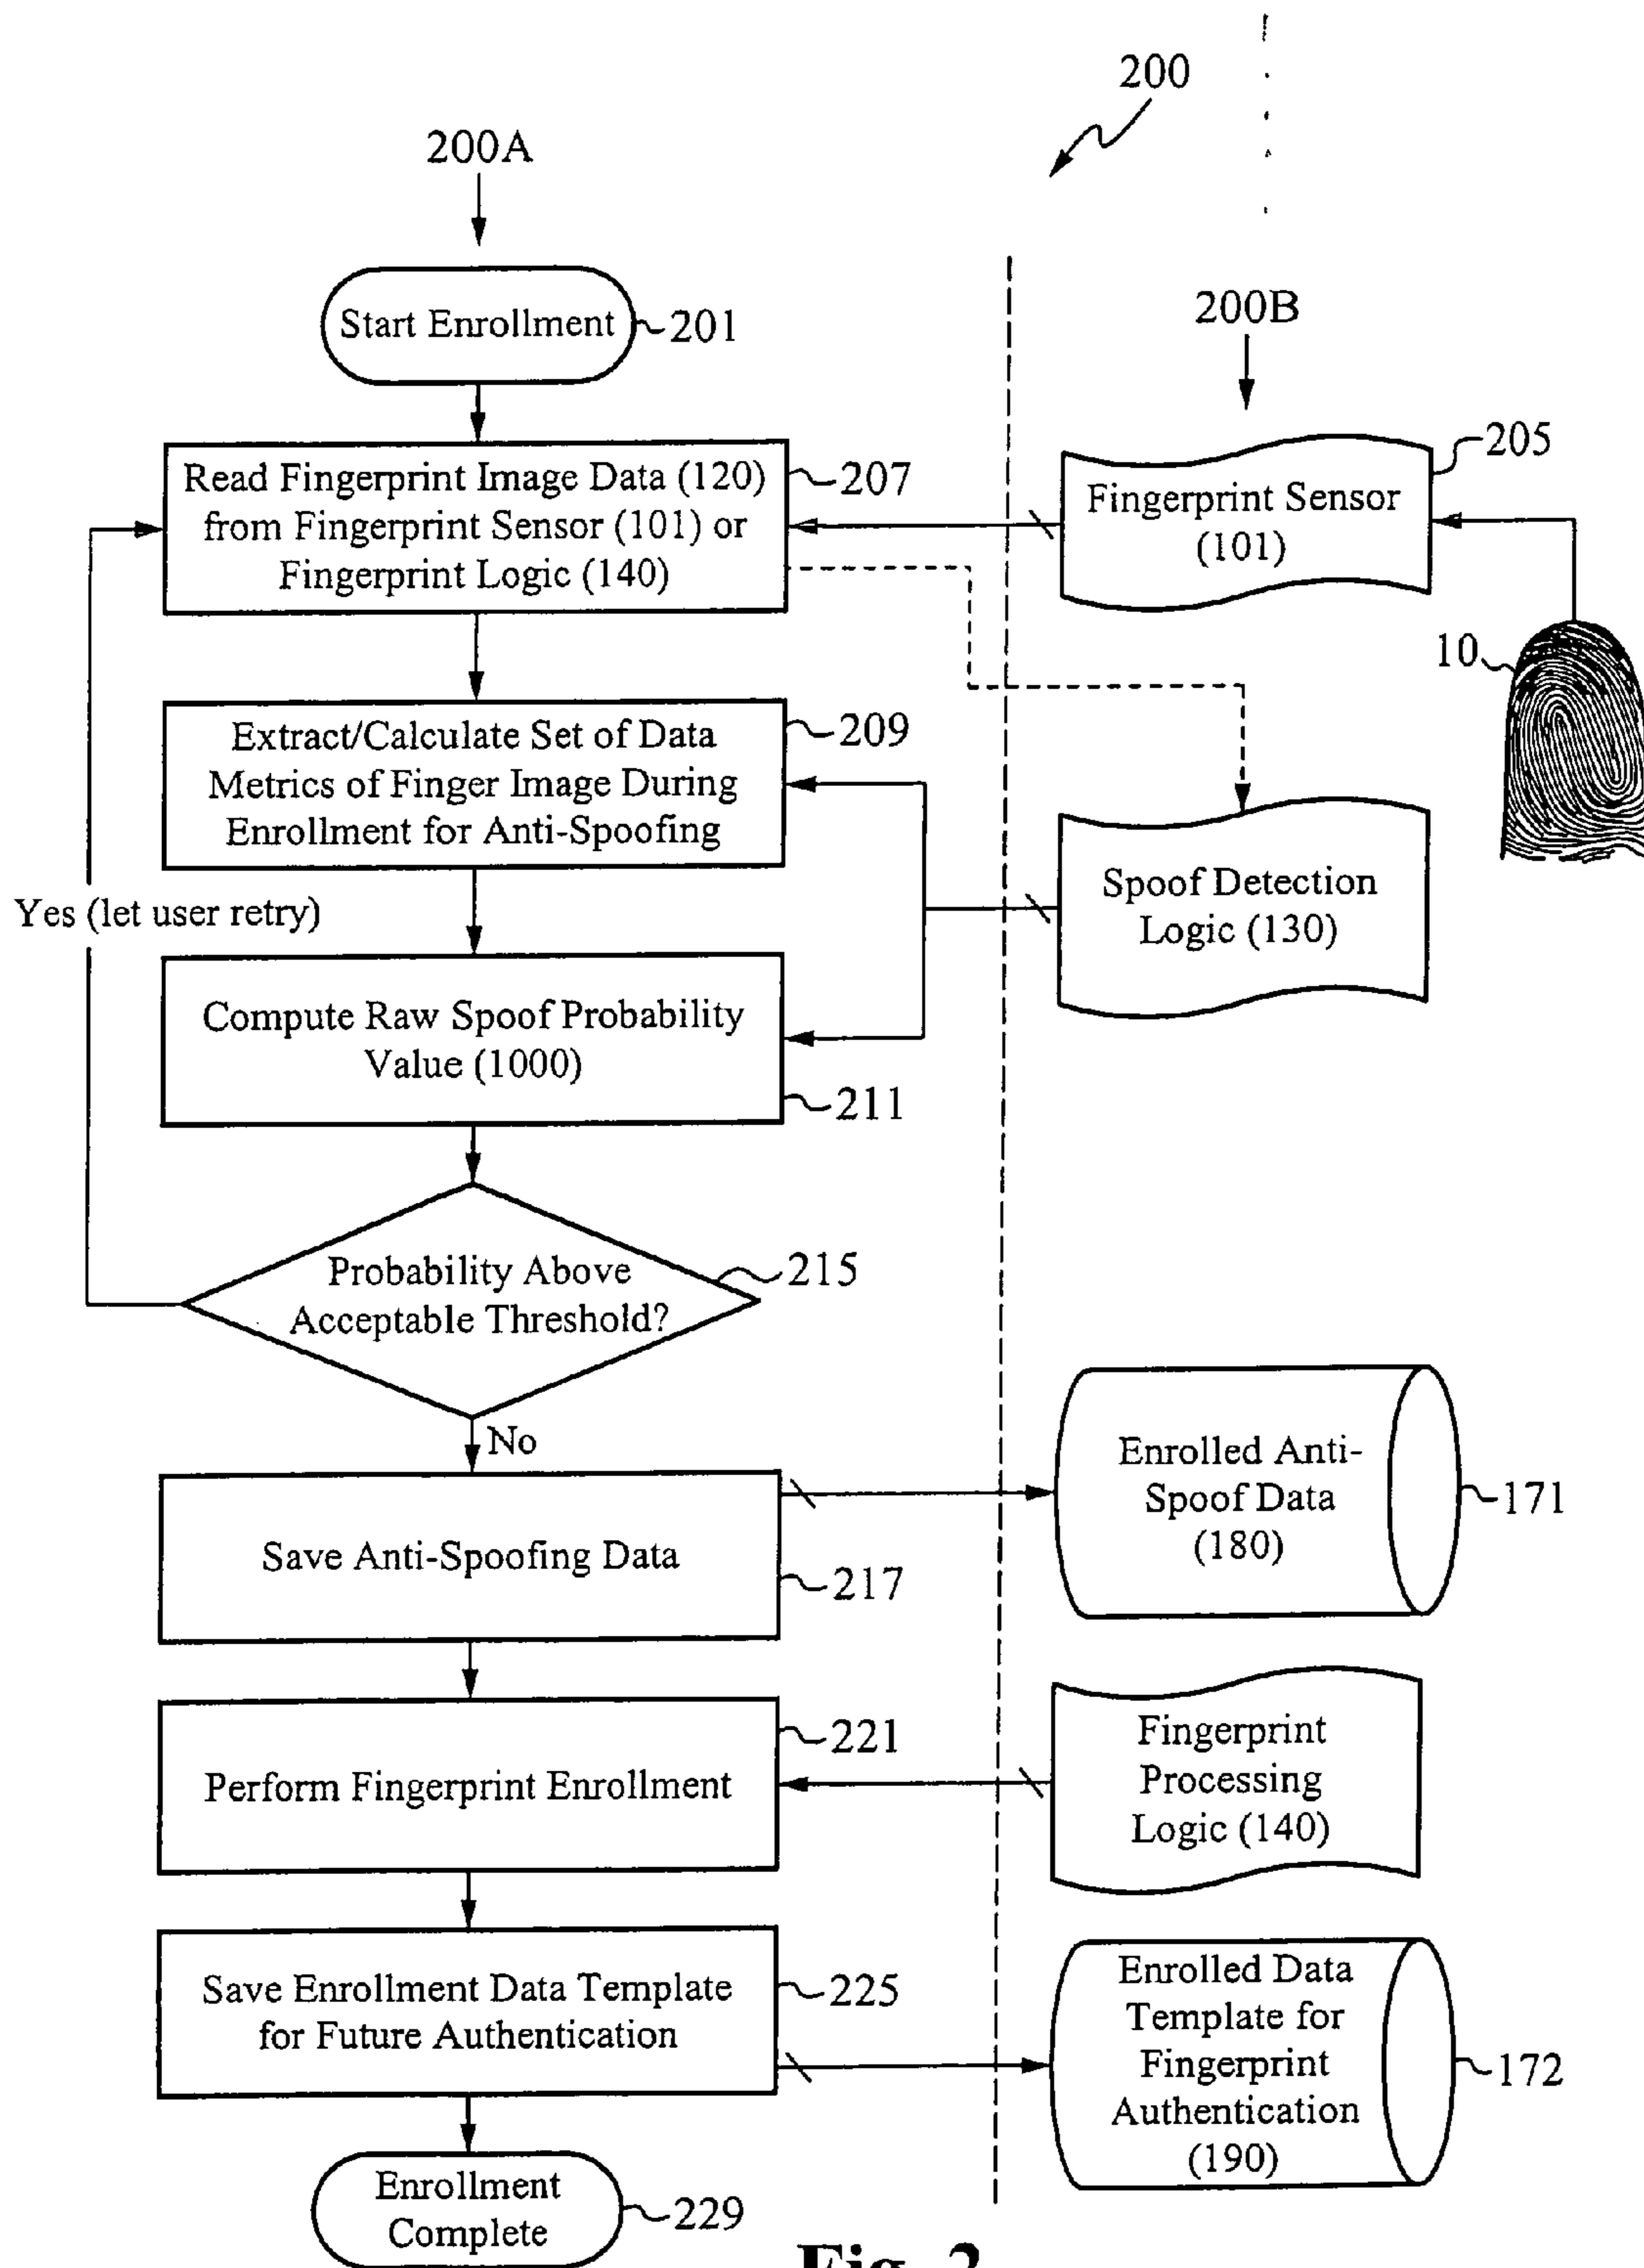 200
200A
Start Enrollment
201
200B
205
Read Fingerprint Image Data (120)
from Fingerprint Sensor (101) or
Fingerprint Logic (140)
207
Fingerprint Sensor
(101)
10
Extract/Calculate Set of Data
Metrics of Finger Image During
Enrollment for Anti-Spoofing
209
Spoof Detection
Logic (130)
Yes (let user retry)
Compute Raw Spoof Probability
Value (1000)
211
Probability Above
Acceptable Threshold?
215
No
Enrolled Anti-
Spoof Data
(180)
171
Save Anti-Spoofing Data
217
Fingerprint
Processing
Logic (140)
Perform Fingerprint Enrollment
221
Save Enrollment Data Template
for Future Authentication
225
Enrolled Data
Template for
Fingerprint
Authentication
(190)
172
Enrollment
Complete
229
Fig. 2